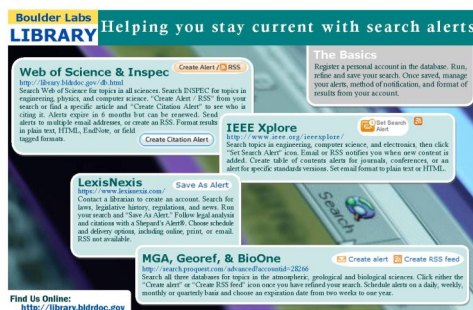 Boulder Labs
LIBRARY
Helping you stay current with search alerts
The Basics
Register a personal account in the database. Run,
refine and save your search. Once saved, manage
your alerts, method of notification, and format of
results from your account.
Web of Science & Inspec
Create Alert / RSS
http://library.bldrdoc.gov/db.html
Search Web of Science for topics in all sciences. Search INSPEC for topics in
engineering, physics, and computer science. "Create Alert / RSS" from your
search or find a specific article and "Create Citation Alert" to see who is
citing it. Alerts expire in 6 months but can be renewed. Send
alerts to multiple email addresses, or create an RSS. Format results
in plain text, HTML, EndNote, or field
tagged formats.
Create Citation Alert
IEEE Xplore
Set Search
Alert
http://www.ieee.org/ieeexplore/
Search topics in engineering, computer science, and electronics, then click
"Set Search Alert" icon. Email or RSS notifies you when new content is
added. Create table of contents alerts for journals, conferences, or an
alert for specific standards versions. Set email format to plain text or HTML.
LexisNexis
Save As Alert
https://www.lexisnexis.com/
Contact a librarian to create an account. Search for
laws, legislative history, regulations, and news. Run
your search and "Save As Alert." Follow legal analysis
and citations with a Shepard's Alert®. Choose schedule
and delivery options, including online, print, or email.
RSS not available.
Search
MGA, Georef, & BioOne
Create alert
Create RSS feed
http://search.proquest.com/advanced?accountid=28266
Search all three databases for topics in the atmospheric, geological and biological sciences. Click either the
"Create alert" or "Create RSS feed" icon once you have refined your search. Schedule alerts on a daily, weekly,
monthly or quarterly basis and choose an expiration date from two weeks to one year.
Find Us Online:
http://library.bldrdoc.gov